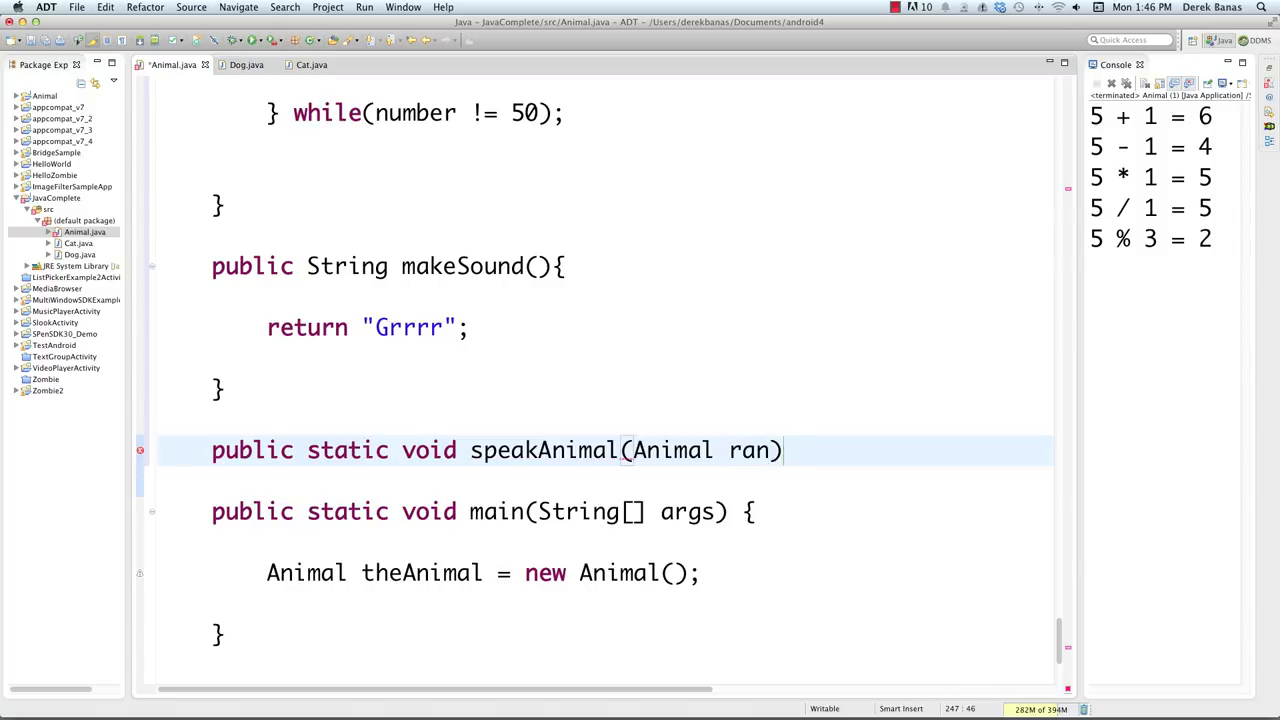 ADT File Edit Refactor Source Navigate Search Project Run Window Help
10 Mon 1:46 PM Derek Banas
Java - JavaComplete/src/Animal.java - ADT - /Users/derekbanas/Documents/android4
Quick Access Java DDMS
Package Exp
*Animal.java Dog.java Cat.java
Console
<terminated> Animal (1) [Java Application] /S
Animal
appcompat_v7
appcompat_v7_2
appcompat_v7_3
appcompat_v7_4
BridgeSample
HelloWorld
HelloZombie
ImageFilterSampleApp
JavaComplete
src
(default package)
Animal.java
Cat.java
Dog.java
JRE System Library [Ja
ListPickerExample2Activi
MediaBrowser
MultiWindowSDKExample
MusicPlayerActivity
SlookActivity
SPenSDK30_Demo
TestAndroid
TextGroupActivity
VideoPlayerActivity
Zombie
Zombie2
} while(number != 50);
}
public String makeSound(){
return "Grrrr";
}
public static void speakAnimal(Animal ran)
public static void main(String[] args) {
Animal theAnimal = new Animal();
}
5 + 1 = 6
5 - 1 = 4
5 * 1 = 5
5 / 1 = 5
5 % 3 = 2
Writable Smart Insert 247 : 46 282M of 394M